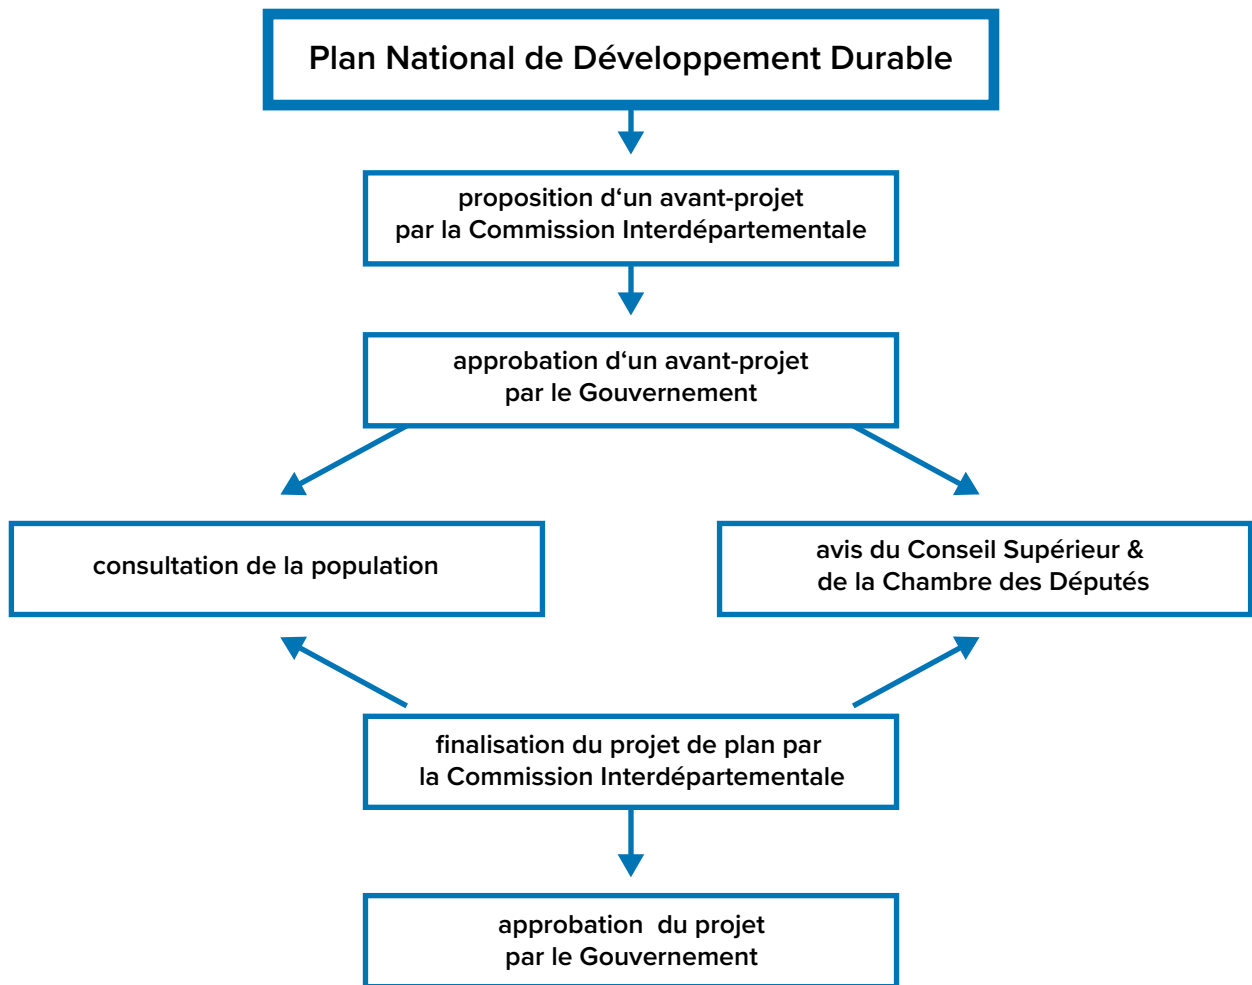 Plan National de Développement Durable
proposition d‘un avant-projet
par la Commission Interdépartementale
approbation d‘un avant-projet
par le Gouvernement
consultation de la population
avis du Conseil Supérieur &
de la Chambre des Députés
finalisation du projet de plan par
la Commission Interdépartementale
approbation du projet
par le Gouvernement